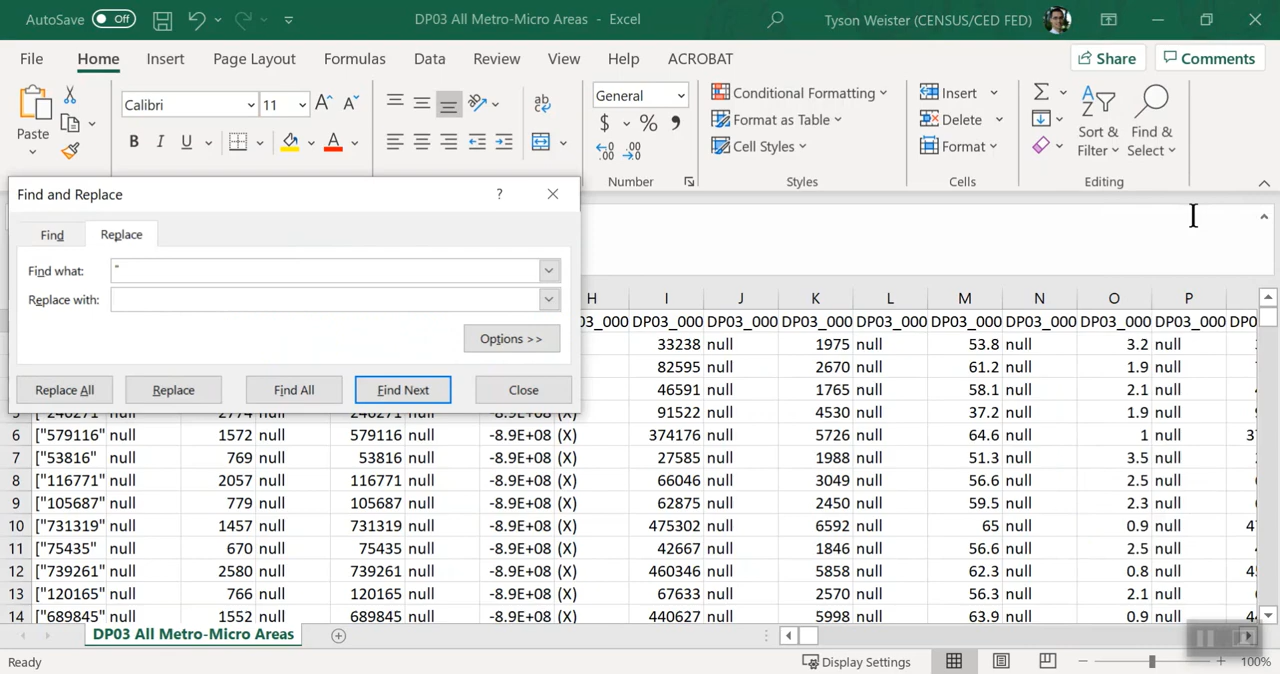 AutoSave Off DP03 All Metro-Micro Areas - Excel Tyson Weister (CENSUS/CED FED)
File Home Insert Page Layout Formulas Data Review View Help ACROBAT Share Comments
Paste Calibri 11 B I U General $ % Conditional Formatting Format as Table Cell Styles Insert Delete Format Sort & Filter Find & Select
Number Styles Cells Editing
Find and Replace ? 
Find Replace
Find what: "
Replace with:
Options >>
Replace All Replace Find All Find Next Close
H I J K L M N O P
03_000 DP03_000 DP03_000 DP03_000 DP03_000 DP03_000 DP03_000 DP03_000 DP03_000 DP0
33238 null 1975 null 53.8 null 3.2 null
82595 null 2670 null 61.2 null 1.9 null
46591 null 1765 null 58.1 null 2.1 null
91522 null 4530 null 37.2 null 1.9 null
6 ["579116" null 1572 null 579116 null -8.9E+08 (X) 374176 null 5726 null 64.6 null 1 null 37
7 ["53816" null 769 null 53816 null -8.9E+08 (X) 27585 null 1988 null 51.3 null 3.5 null
8 ["116771" null 2057 null 116771 null -8.9E+08 (X) 66046 null 3049 null 56.6 null 2.5 null
9 ["105687" null 779 null 105687 null -8.9E+08 (X) 62875 null 2450 null 59.5 null 2.3 null
10 ["731319" null 1457 null 731319 null -8.9E+08 (X) 475302 null 6592 null 65 null 0.9 null 47
11 ["75435" null 670 null 75435 null -8.9E+08 (X) 42667 null 1846 null 56.6 null 2.5 null
12 ["739261" null 2580 null 739261 null -8.9E+08 (X) 460346 null 5858 null 62.3 null 0.8 null 45
13 ["120165" null 766 null 120165 null -8.9E+08 (X) 67633 null 2570 null 56.3 null 2.1 null
14 ["689845" null 1552 null 689845 null -8.9E+08 (X) 440627 null 5998 null 63.9 null 0.9 null 44
DP03 All Metro-Micro Areas
Ready Display Settings 100%